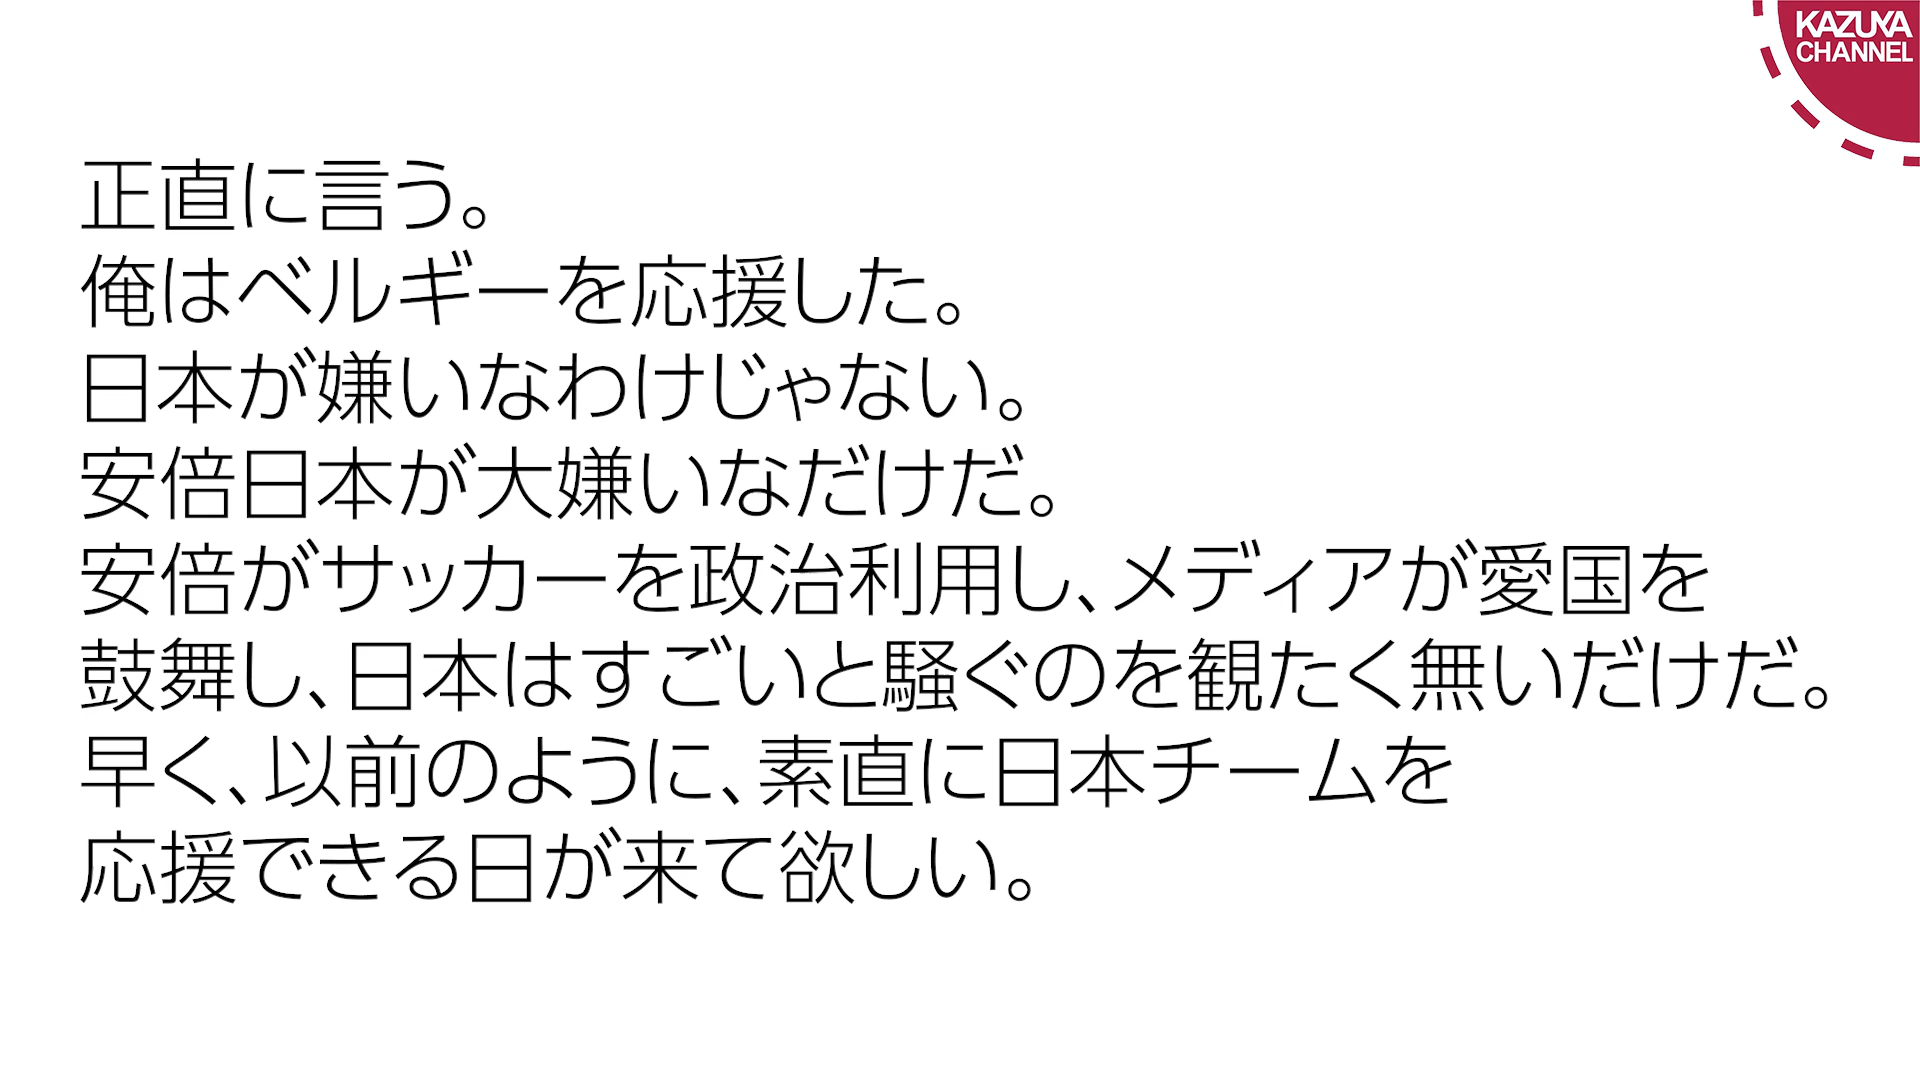 KAZUYA
CHANNEL
正直に言う。
俺はベルギーを応援した。
日本が嫌いなわけじゃない。
安倍日本が大嫌いなだけだ。
安倍がサッカーを政治利用し、メディアが愛国を
鼓舞し、日本はすごいと騒ぐのを観たく無いだけだ。
早く、以前のように、素直に日本チームを
応援できる日が来て欲しい。